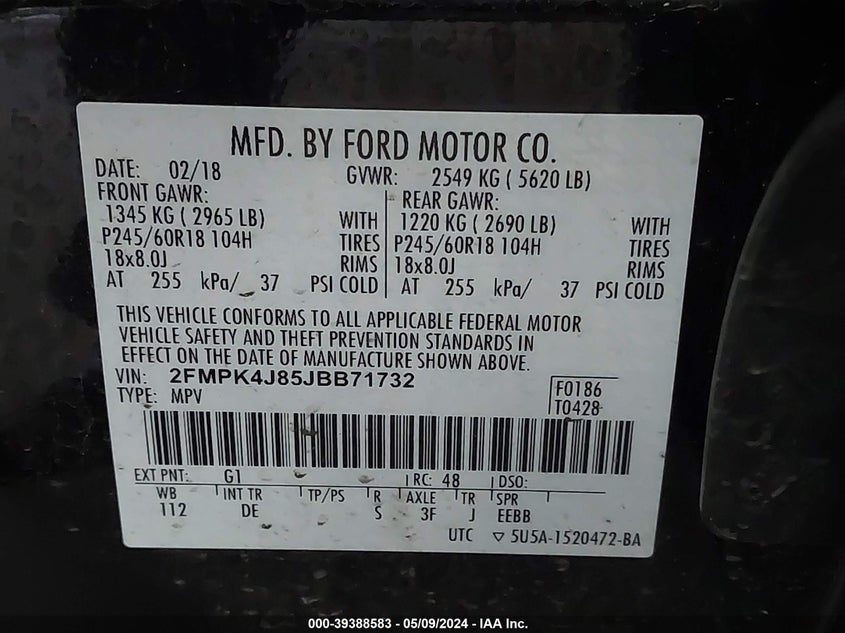 MFD. BY FORD MOTOR CO.
DATE: 02/18 GVWR: 2549 KG ( 5620 LB)
FRONT GAWR: REAR GAWR:
1345 KG ( 2965 LB) WITH 1220 KG ( 2690 LB) WITH
P245/60R18 104H TIRES P245/60R18 104H TIRES
18x8.0J RIMS 18x8.0J RIMS
AT 255 kPa/ 37 PSI COLD AT 255 kPa/ 37 PSI COLD
THIS VEHICLE CONFORMS TO ALL APPLICABLE FEDERAL MOTOR
VEHICLE SAFETY AND THEFT PREVENTION STANDARDS IN
EFFECT ON THE DATE OF MANUFACTURE SHOWN ABOVE.
VIN: 2FMPK4J85JBB71732 F0186
TYPE: MPV T0428
EXT PNT: G1 RC: 48 DSO:
WB INT TR TP/PS R AXLE TR SPR
112 DE S 3F J EEBB
UTC ▽ 5U5A-1520472-BA
000-39388583 - 05/09/2024 - IAA Inc.